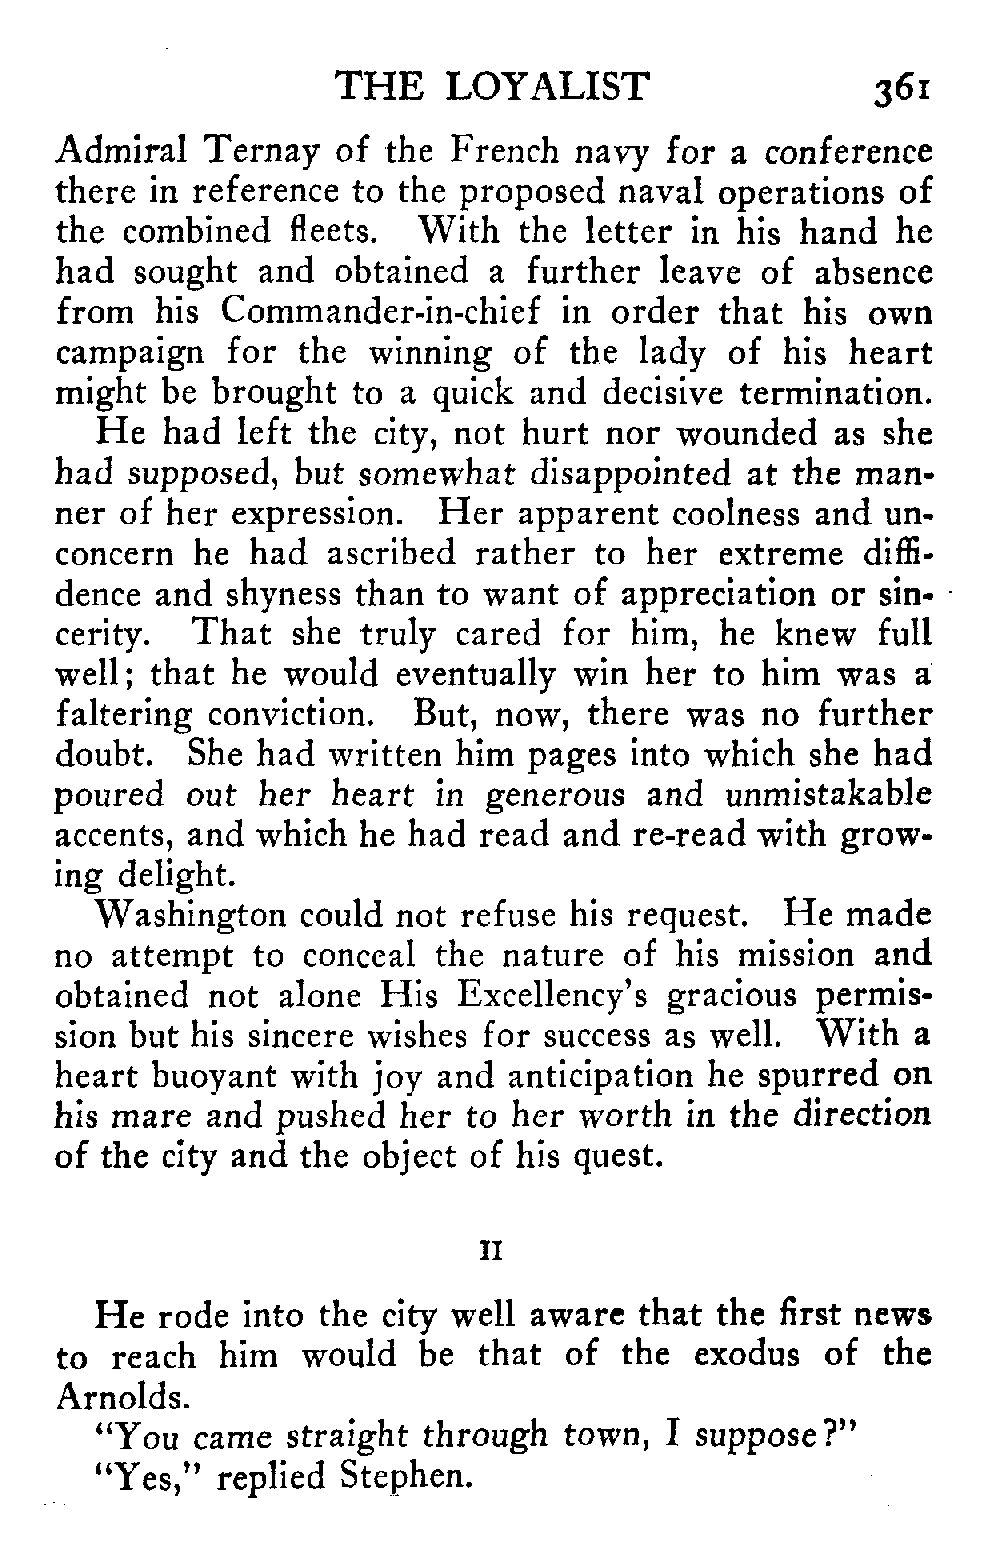 THE LOYALIST 361
Admiral Ternay of the French navy for a conference
there in reference to the proposed naval operations of
the combined fleets. With the letter in his hand he
had sought and obtained a further leave of absence
from his Commander-in-chief in order that his own
campaign for the winning of the lady of his heart
might be brought to a quick and decisive termination.
He had left the city, not hurt nor wounded as she
had supposed, but somewhat disappointed at the man-
ner of her expression. Her apparent coolness and un-
concern he had ascribed rather to her extreme diffi-
dence and shyness than to want of appreciation or sin-
cerity. That she truly cared for him, he knew full
well; that he would eventually win her to him was a
faltering conviction. But, now, there was no further
doubt. She had written him pages into which she had
poured out her heart in generous and unmistakable
accents, and which he had read and re-read with grow-
ing delight.
Washington could not refuse his request. He made
no attempt to conceal the nature of his mission and
obtained not alone His Excellency's gracious permis-
sion but his sincere wishes for success as well. With a
heart buoyant with joy and anticipation he spurred on
his mare and pushed her to her worth in the direction
of the city and the object of his quest.
II
He rode into the city well aware that the first news
to reach him would be that of the exodus of the
Arnolds.
"You came straight through town, I suppose?"
"Yes," replied Stephen.